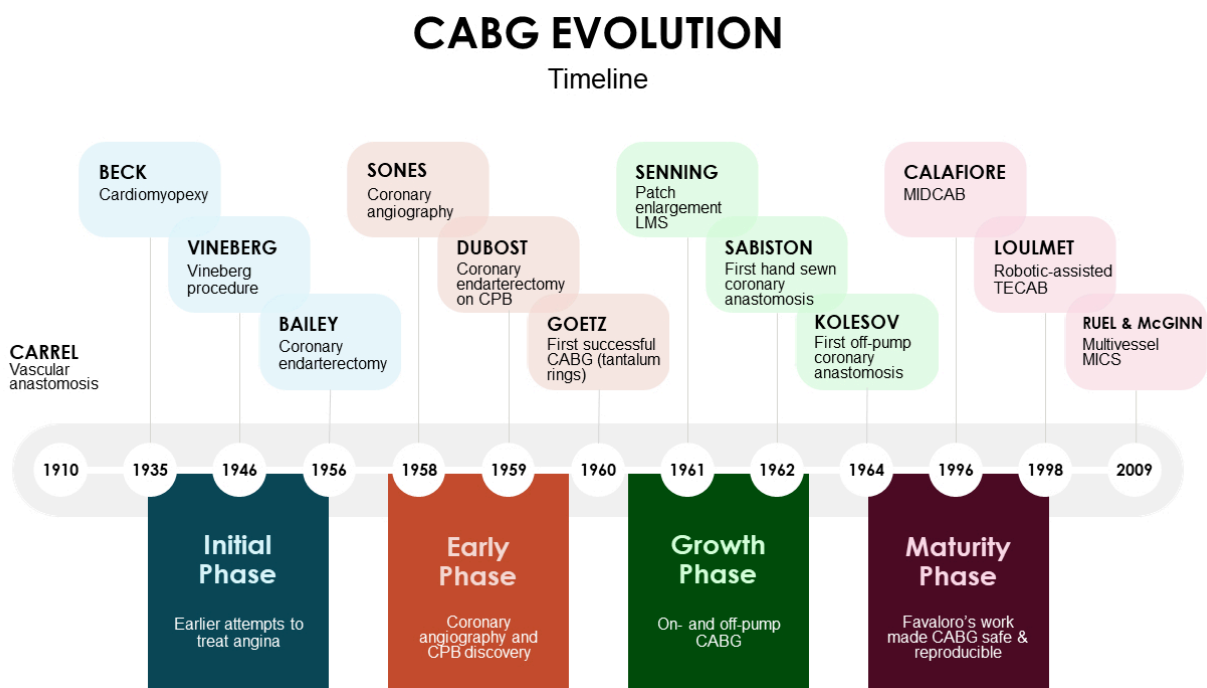 CABG EVOLUTION
Timeline
BECK
Cardiomyopexy
VINEBERG
Vineberg
procedure
BAILEY
Coronary
endarterectomy
CARREL
Vascular
anastomosis
SONES
Coronary
angiography
DUBOST
Coronary
endarterectomy
on CPB
GOETZ
First successful
CABG (tantalum
rings)
SENNING
Patch
enlargement
LMS
SABISTON
First hand sewn
coronary
anastomosis
KOLESOV
First off-pump
coronary
anastomosis
CALAFIORE
MIDCAB
LOULMET
Robotic-assisted
TECAB
RUEL & McGINN
Multivessel
MICS
1910 1935 1946 1956 1958 1959 1960 1961 1962 1964 1996 1998 2009
Initial
Phase
Earlier attempts to
treat angina
Early
Phase
Coronary
angiography and
CPB discovery
Growth
Phase
On- and off-pump
CABG
Maturity
Phase
Favaloro's work
made CABG safe &
reproducible